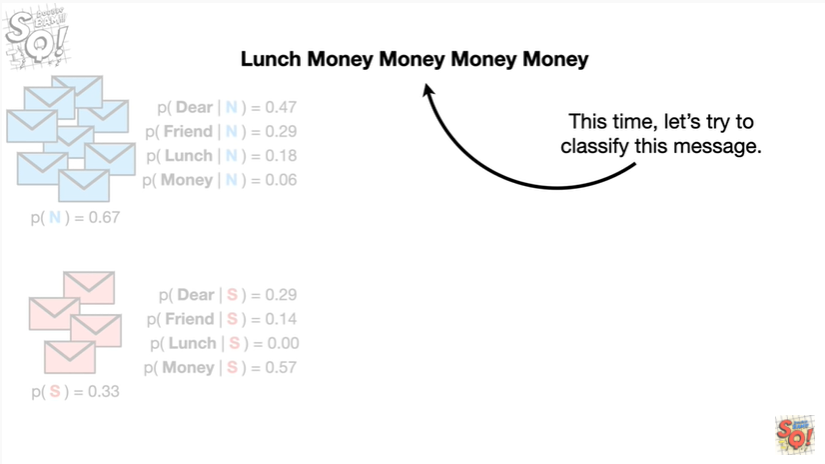 Lunch Money Money Money Money
This time, let's try to
classify this message.
p( Dear | N ) = 0.47
p( Friend | N ) = 0.29
p( Lunch | N ) = 0.18
p( Money | N ) = 0.06
p( N ) = 0.67
p( Dear | S ) = 0.29
p( Friend | S ) = 0.14
p( Lunch | S ) = 0.00
p( Money | S ) = 0.57
p( S ) = 0.33
SQ!